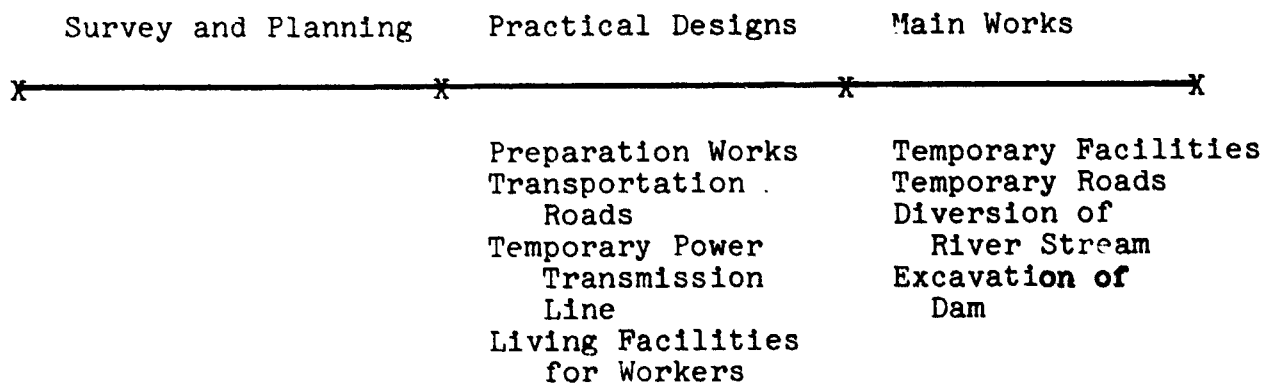 Survey and Planning Practical Designs Main Works
X X X X
Preparation Works
Transportation .
Roads
Temporary Power
Transmission
Line
Living Facilities
for Workers
Temporary Facilities
Temporary Roads
Diversion of
River Stream
Excavation of
Dam